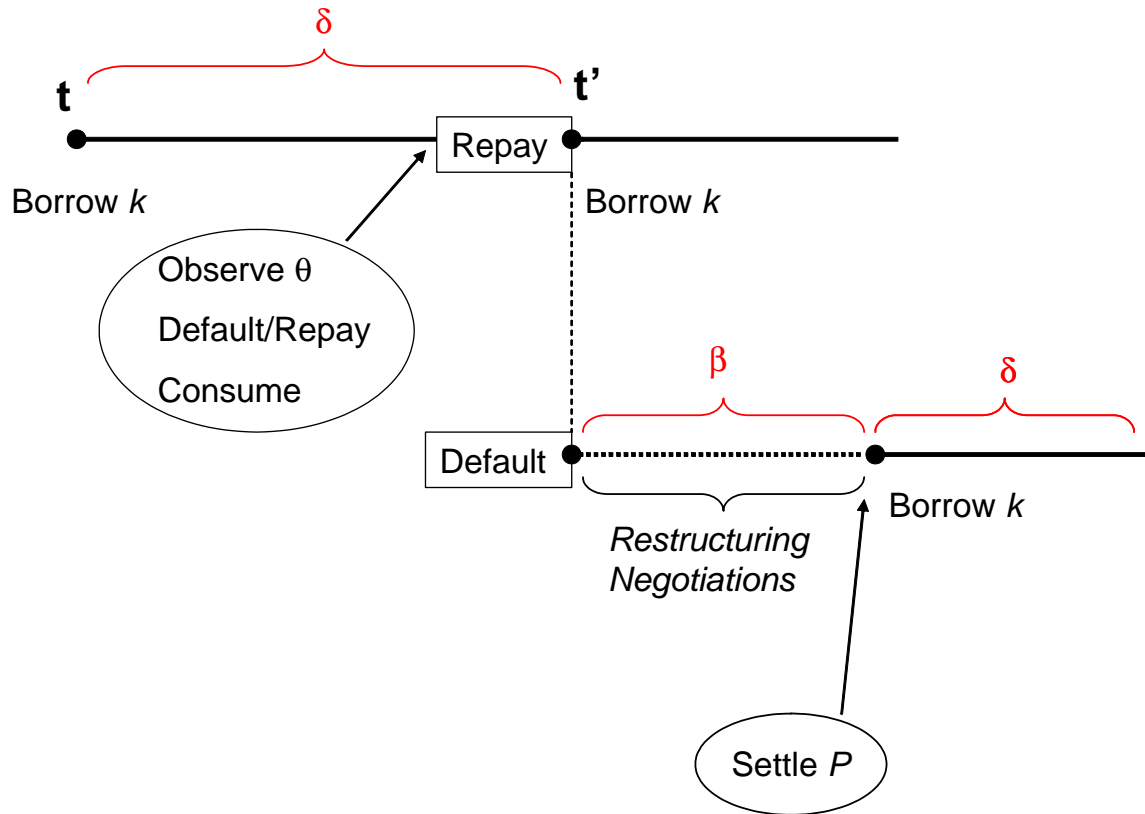 δ
t
t’
Repay
Borrow k
Borrow k
Observe θ
Default/Repay
Consume
β
δ
Default
Borrow k
Restructuring
Negotiations
Settle P